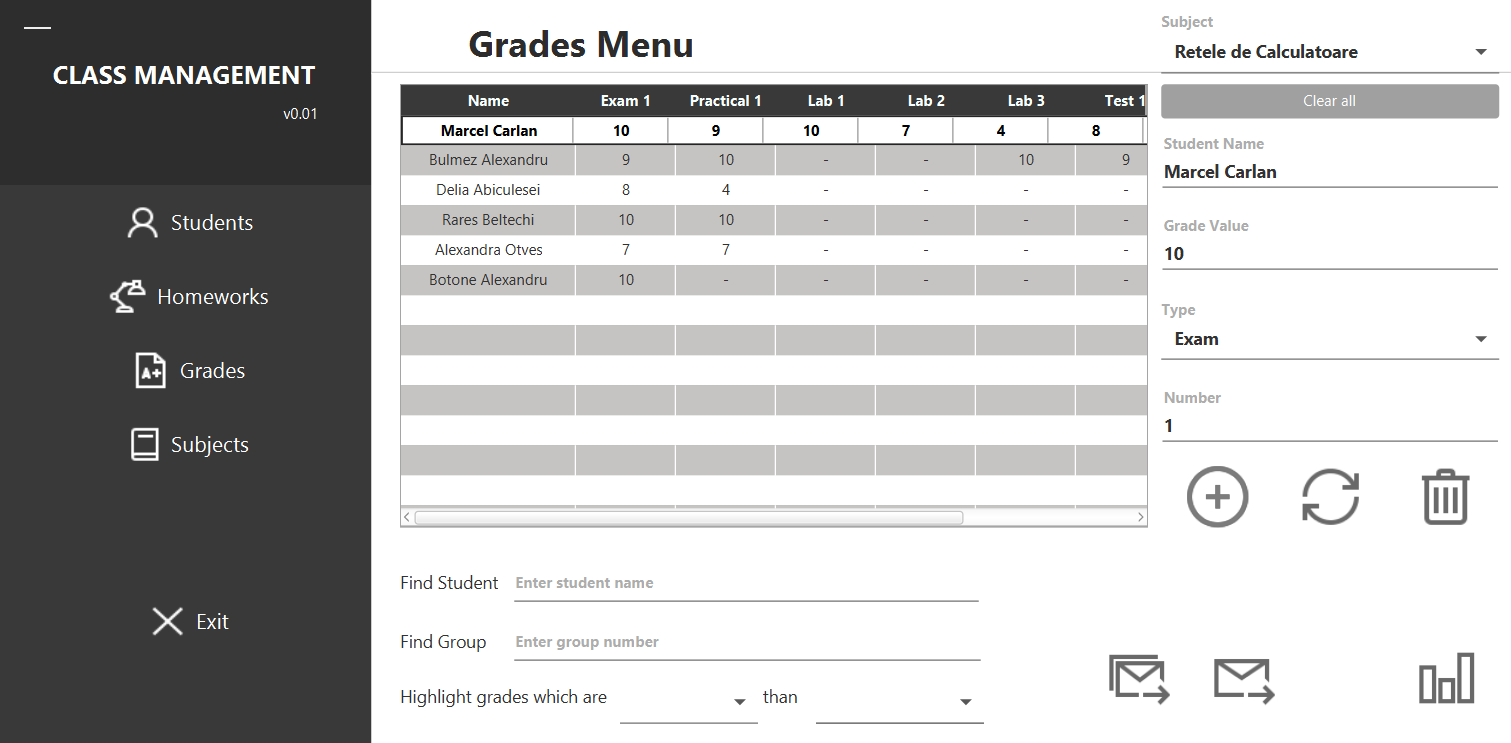 CLASS MANAGEMENT
v0.01
Students
Homeworks
A+
Grades
Subjects
Exit
Grades Menu
Name Exam 1 Practical 1 Lab 1 Lab 2 Lab 3 Test 1
Marcel Carlan 10 9 10 7 4 8
Bulmez Alexandru 9 10 - - 10 9
Delia Abiculesei 8 4 - - - -
Rares Beltechi 10 10 - - - -
Alexandra Otves 7 7 - - - -
Botone Alexandru 10 - - - - -
Find Student Enter student name
Find Group Enter group number
Highlight grades which are than
Subject
Retele de Calculatoare
Clear all
Student Name
Marcel Carlan
Grade Value
10
Type
Exam
Number
1